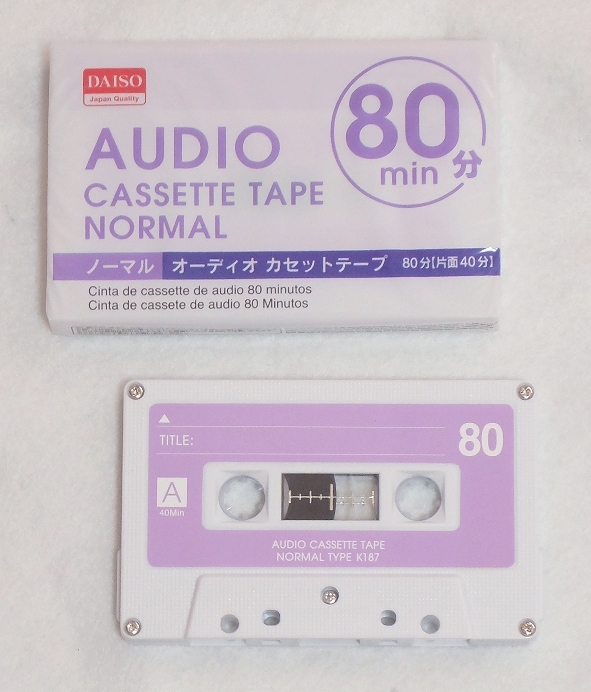 DAISO
Japan Quality
80
min 分
AUDIO
CASSETTE TAPE
NORMAL
ノーマル オーディオ カセットテープ 80分[片面40分]
Cinta de cassette de audio 80 minutos
Cinta de cassete de audio 80 Minutos
TITLE:
80
A
40Min
AUDIO CASSETTE TAPE
NORMAL TYPE K187